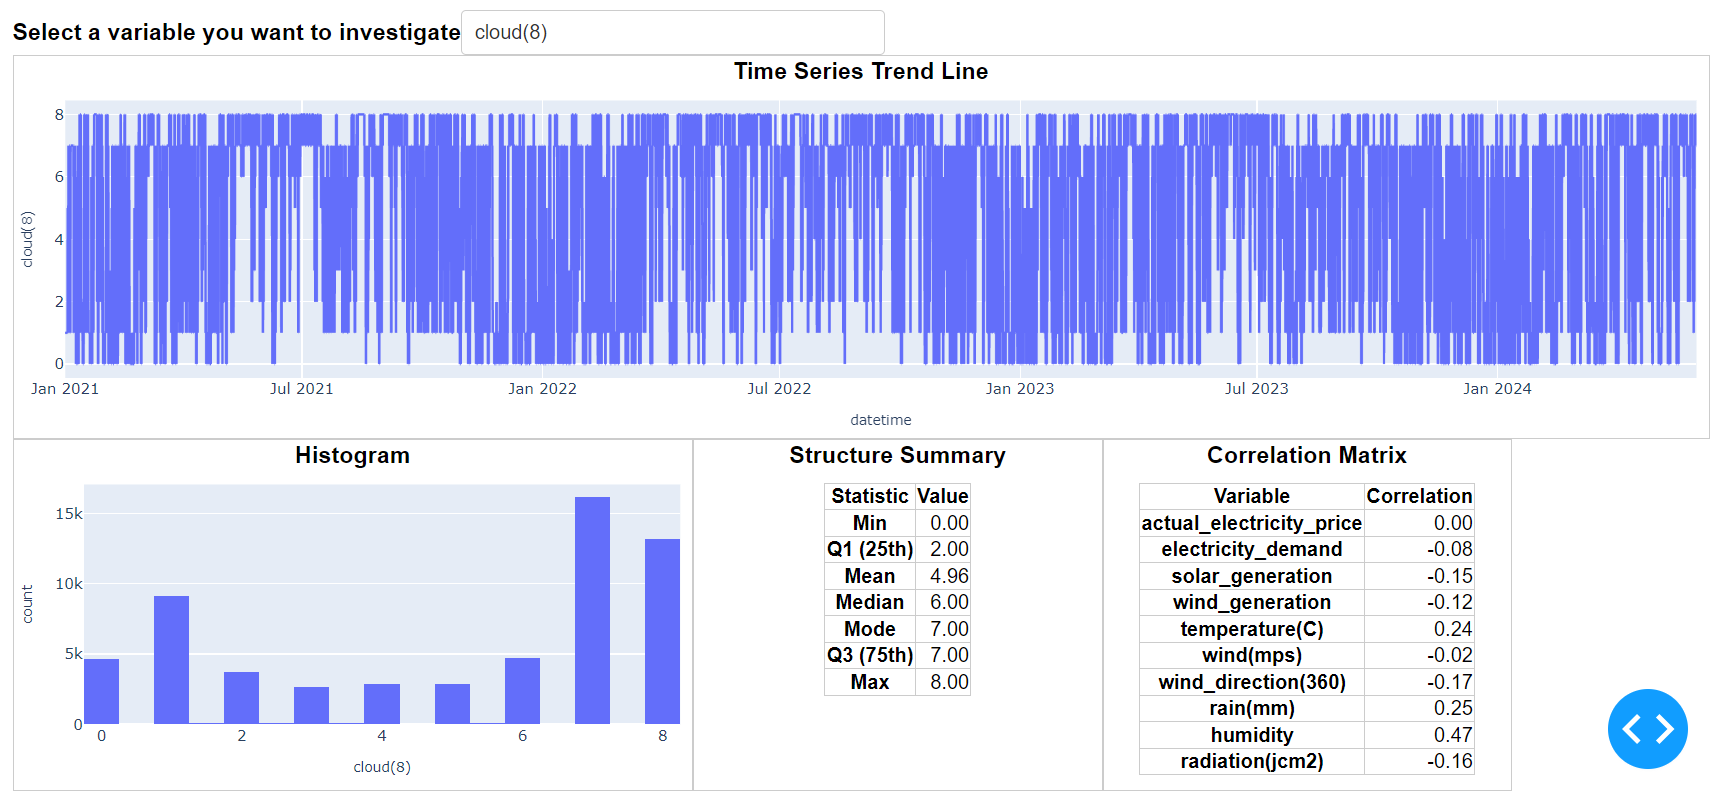 Select a variable you want to investigate cloud(8)
Time Series Trend Line
8
6
4
2
0
cloud(8)
Jan 2021 Jul 2021 Jan 2022 Jul 2022 Jan 2023 Jul 2023 Jan 2024
datetime
Histogram
15k
10k
5k
0
count
0 2 4 6 8
cloud(8)
Structure Summary
Statistic Value
Min 0.00
Q1 (25th) 2.00
Mean 4.96
Median 6.00
Mode 7.00
Q3 (75th) 7.00
Max 8.00
Correlation Matrix
Variable Correlation
actual_electricity_price 0.00
electricity_demand -0.08
solar_generation -0.15
wind_generation -0.12
temperature(C) 0.24
wind(mps) -0.02
wind_direction(360) -0.17
rain(mm) 0.25
humidity 0.47
radiation(jcm2) -0.16